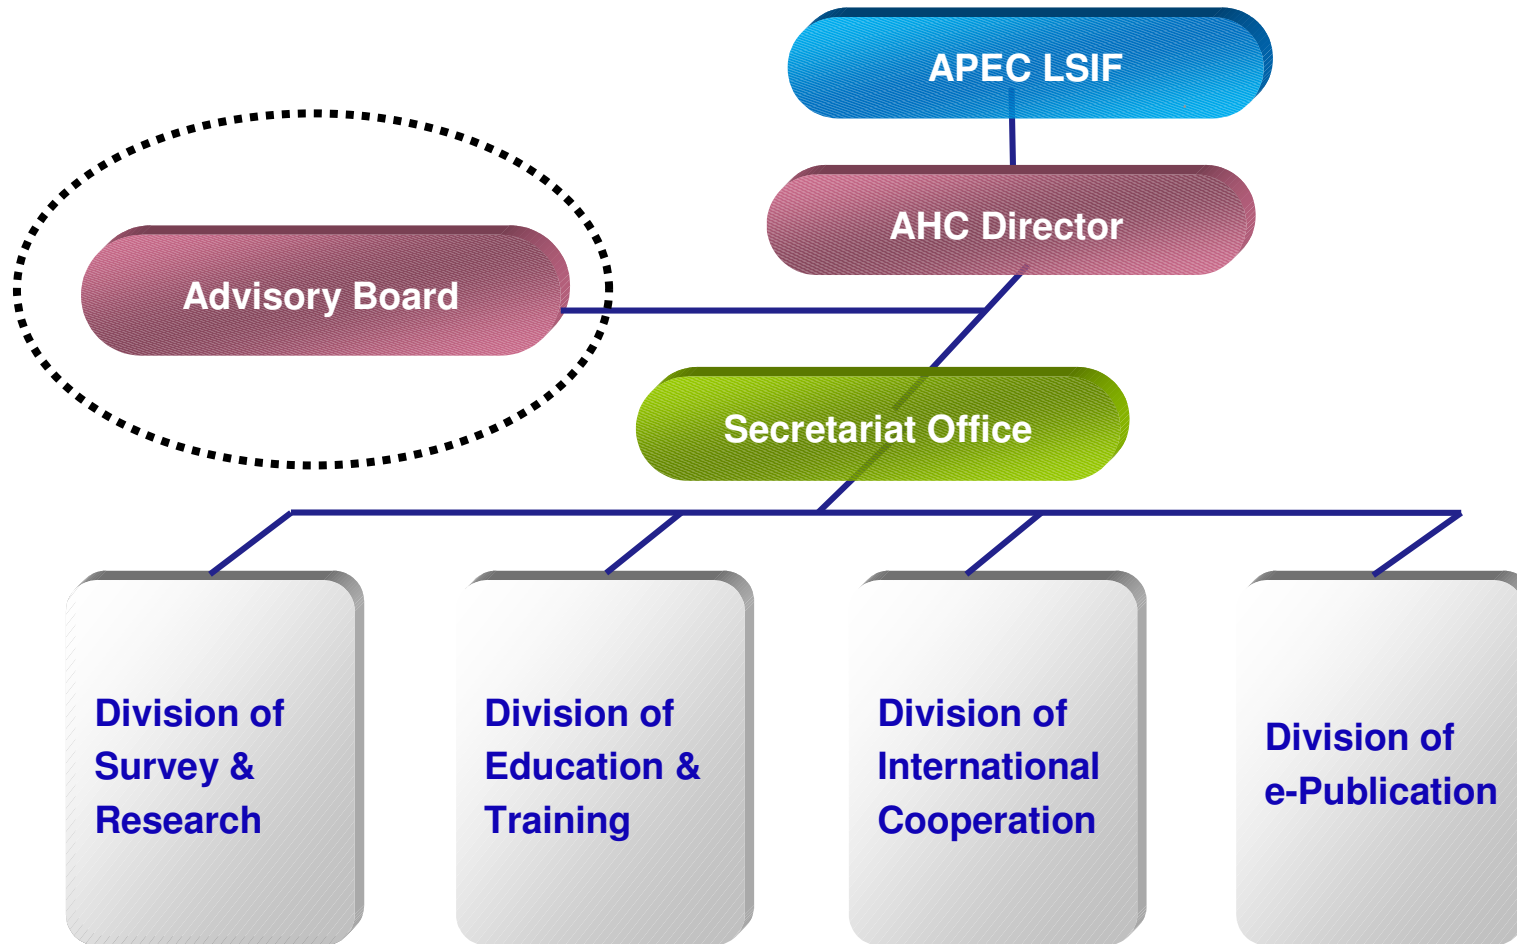 APEC LSIF
AHC Director
Advisory Board
Secretariat Office
Division of
Survey &
Research
Division of
Education &
Training
Division of
International
Cooperation
Division of
e-Publication